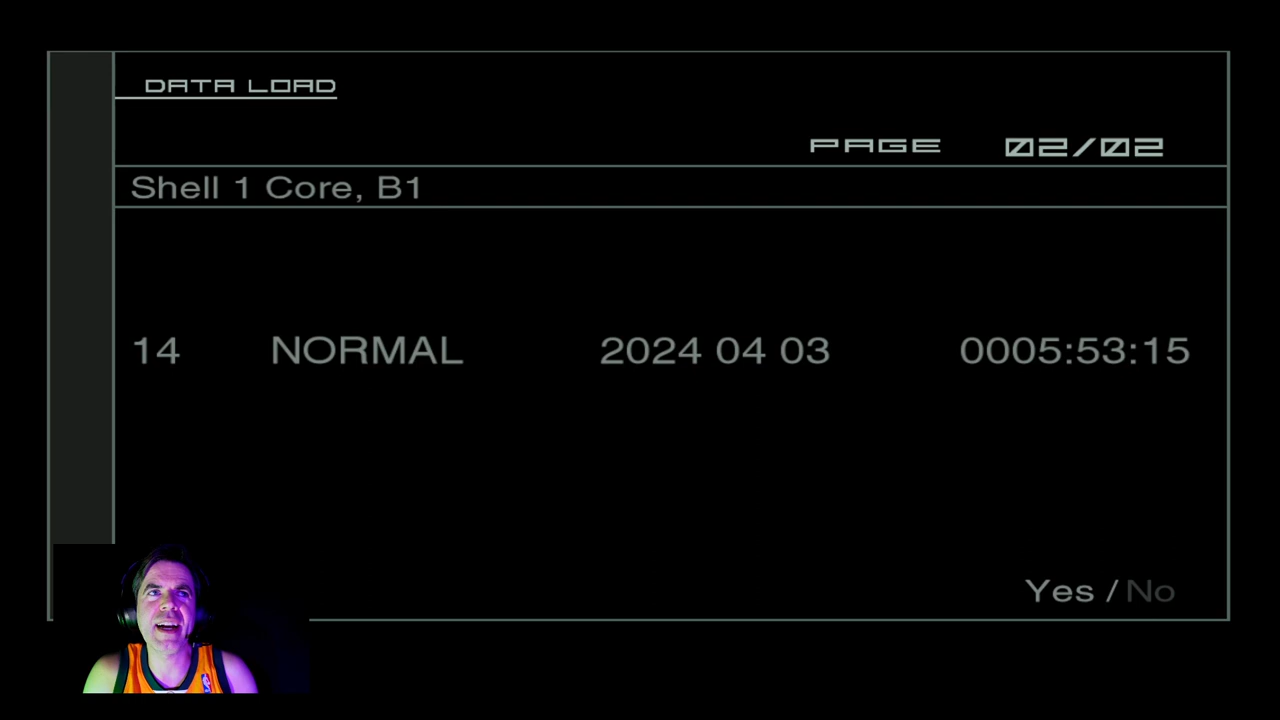 DATA LOAD
PAGE 02/02
Shell 1 Core, B1
14 NORMAL 2024 04 03 0005:53:15
Yes / No